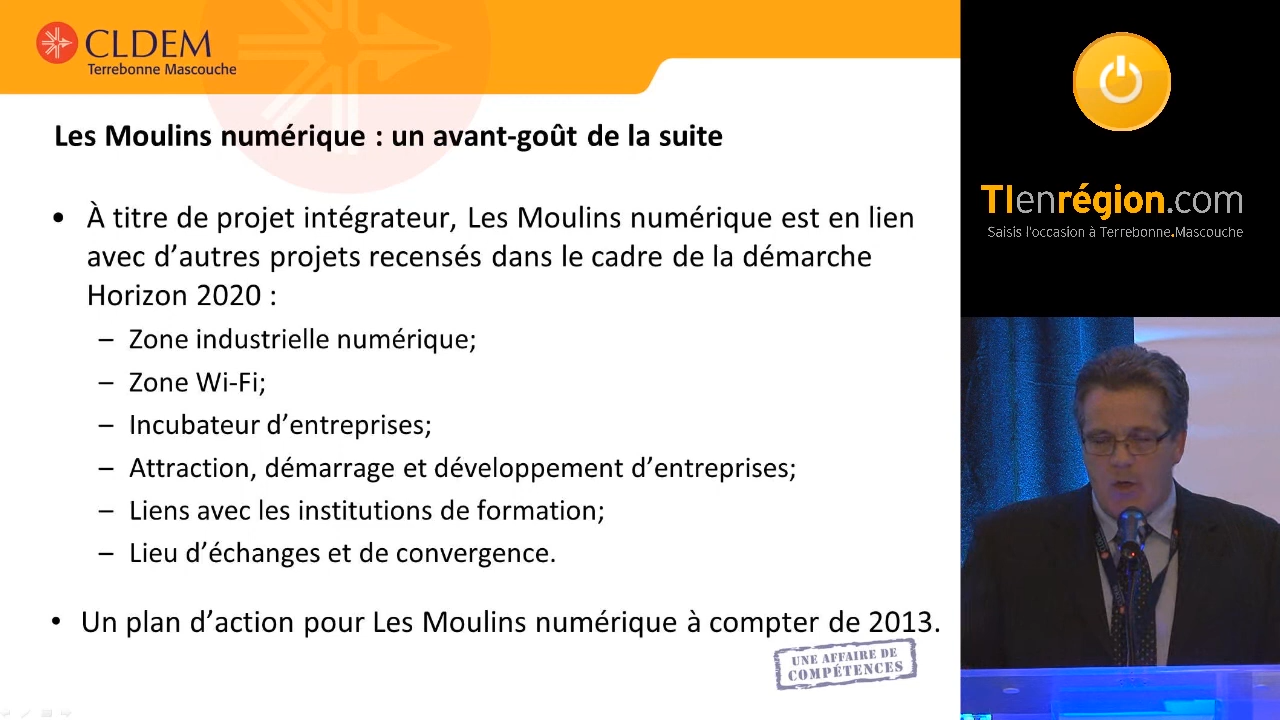 CLDEM
Terrebonne Mascouche
Les Moulins numérique : un avant-goût de la suite
• À titre de projet intégrateur, Les Moulins numérique est en lien
avec d’autres projets recensés dans le cadre de la démarche
Horizon 2020 :
– Zone industrielle numérique;
– Zone Wi-Fi;
– Incubateur d’entreprises;
– Attraction, démarrage et développement d’entreprises;
– Liens avec les institutions de formation;
– Lieu d’échanges et de convergence.
• Un plan d’action pour Les Moulins numérique à compter de 2013.
UNE AFFAIRE DE
COMPÉTENCES
TIenrégion.com
Saisis l'occasion à Terrebonne.Mascouche